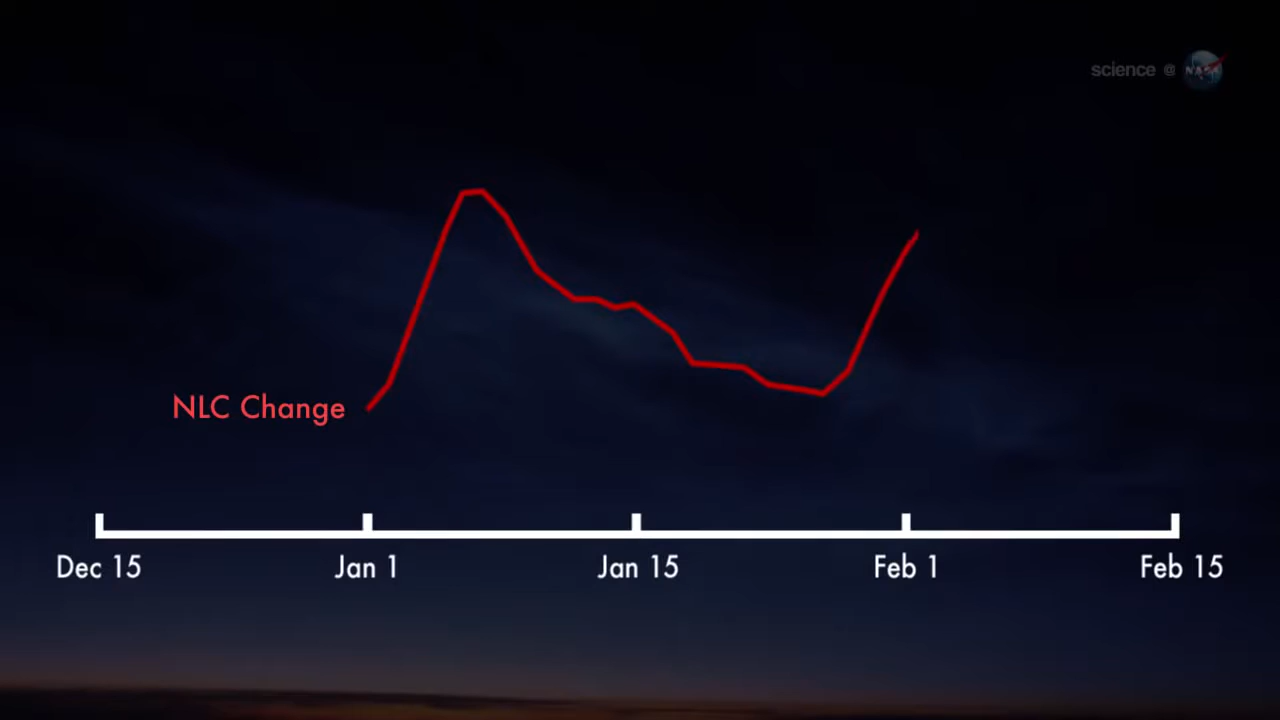 science @ NASA
NLC Change
Dec 15
Jan 1
Jan 15
Feb 1
Feb 15